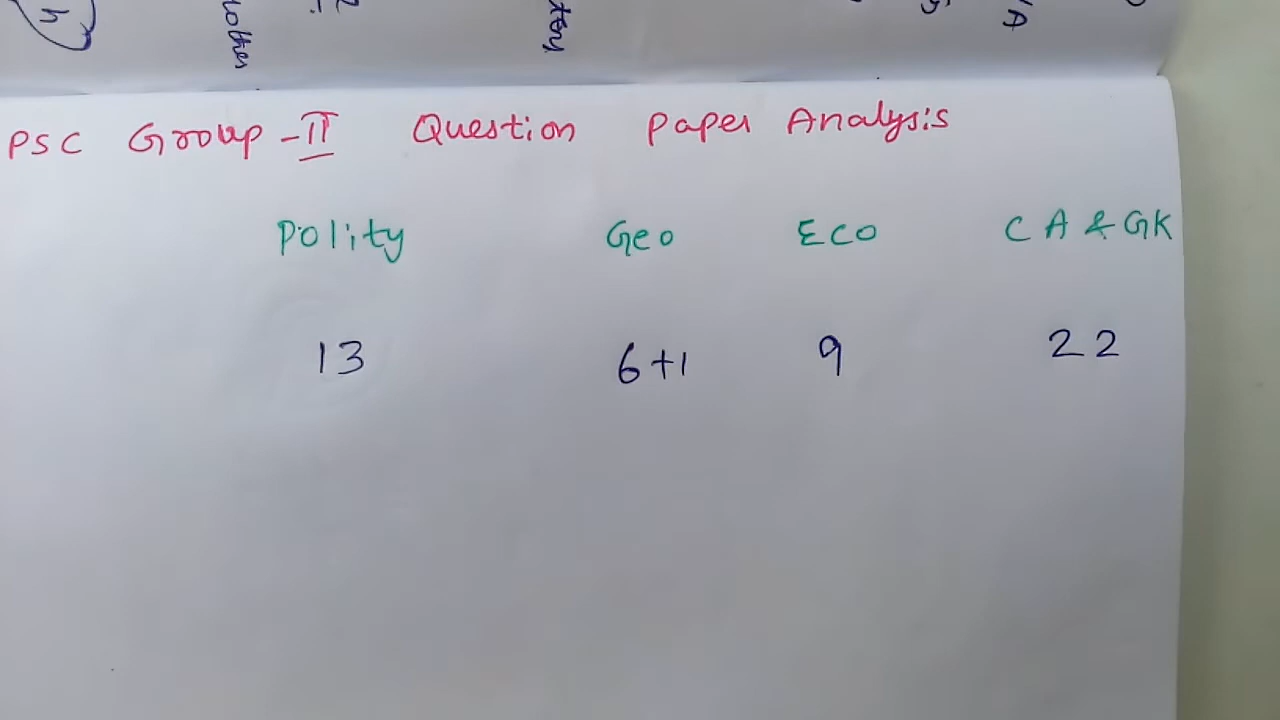 PSC Group -II Question Paper Analysis
Polity Geo Eco CA & GK
13 6+1 9 22